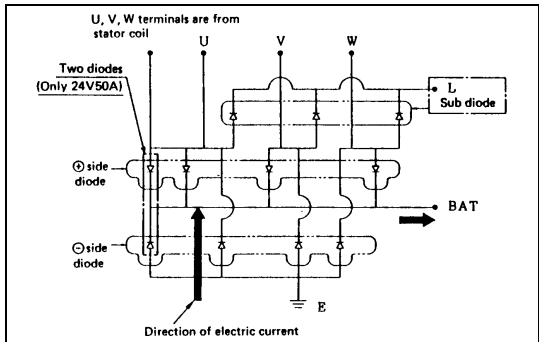 U, V, W terminals are from
stator coil
U
V
W
Two diodes
(Only 24V50A)
L
Sub diode
⊕ side
diode
BAT
⊖ side
diode
E
Direction of electric current